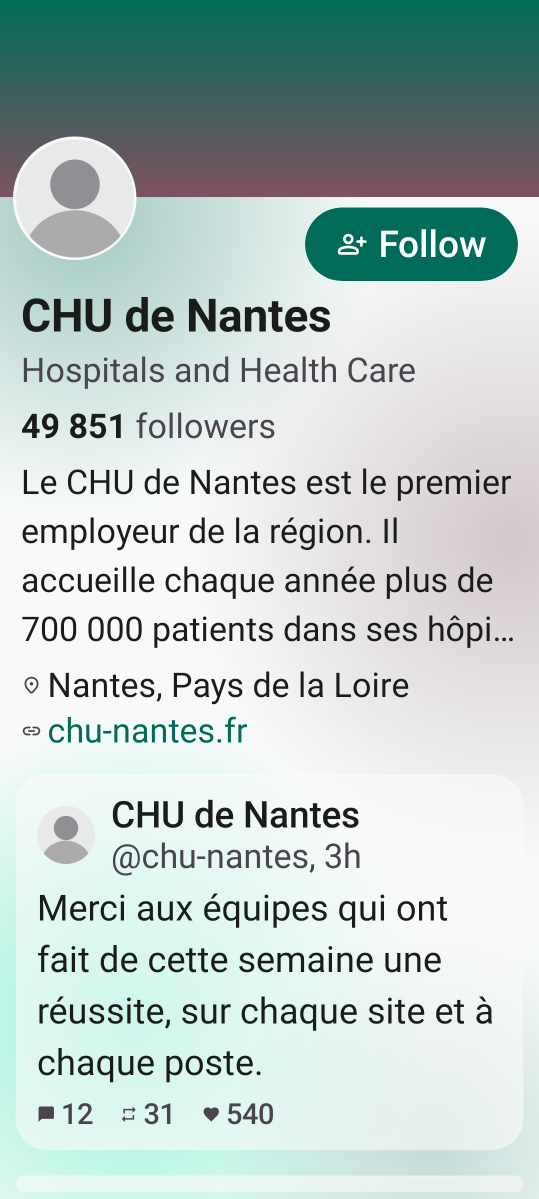 Follow
CHU de Nantes
Hospitals and Health Care
49 851 followers
Le CHU de Nantes est le premier
employeur de la région. Il
accueille chaque année plus de
700 000 patients dans ses hôpi…
Nantes, Pays de la Loire
chu-nantes.fr
CHU de Nantes
@chu-nantes, 3h
Merci aux équipes qui ont
fait de cette semaine une
réussite, sur chaque site et à
chaque poste.
12 31 540